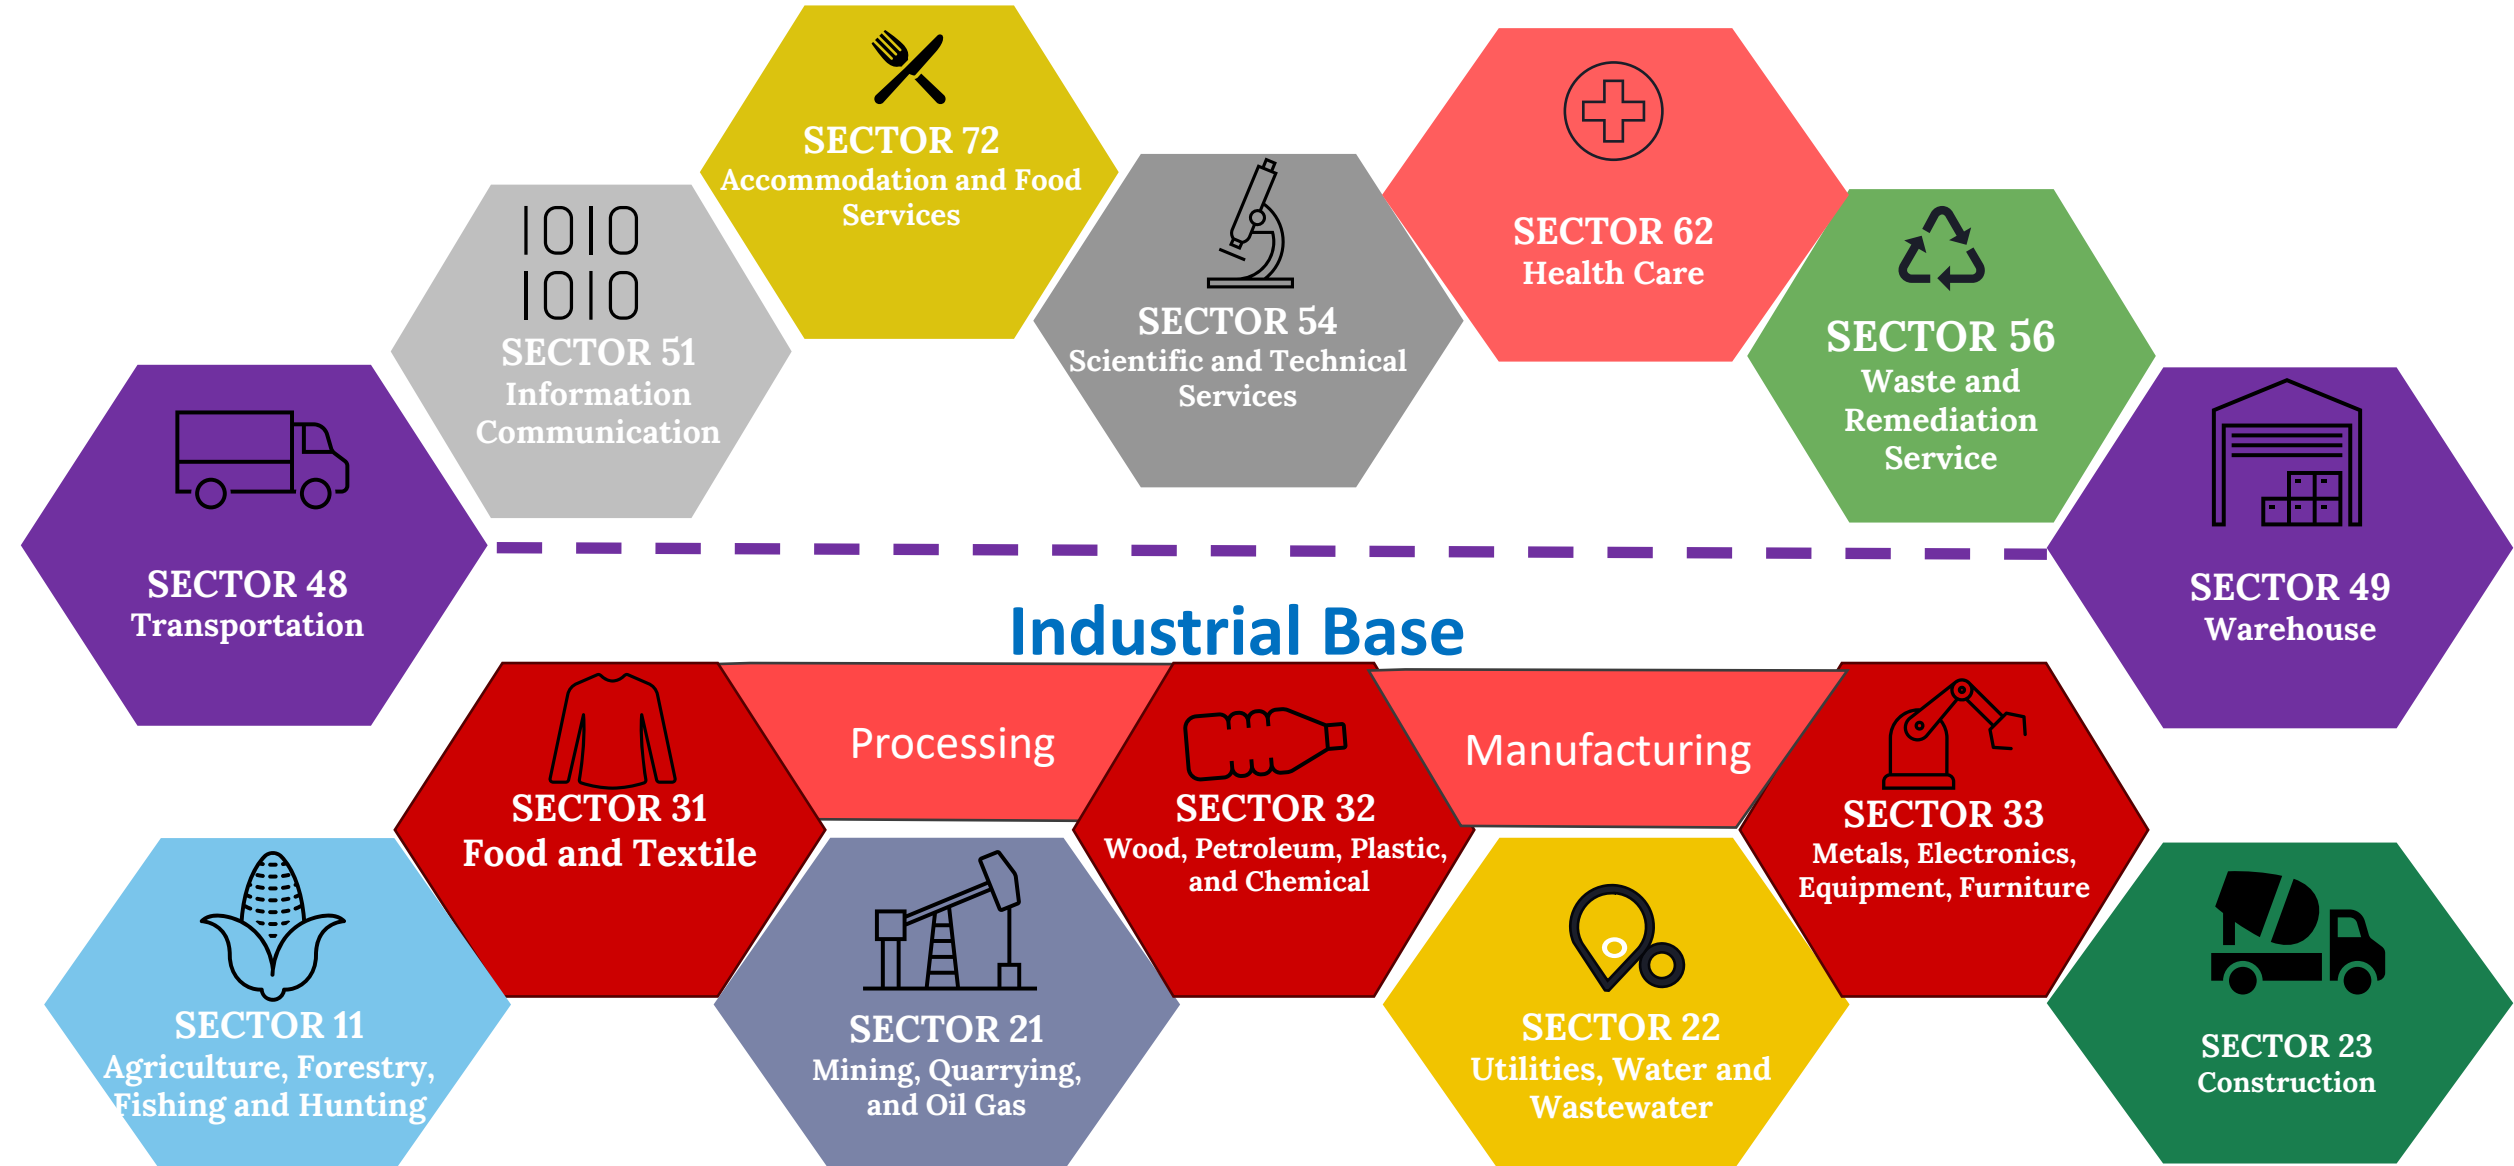 SECTOR 72
Accommodation and Food
Services
SECTOR 62
Health Care
1010
1010
SECTOR 51
Information
Communication
SECTOR 54
Scientific and Technical
Services
SECTOR 56
Waste and
Remediation
Service
SECTOR 48
Transportation
SECTOR 49
Warehouse
Industrial Base
Processing
Manufacturing
SECTOR 31
Food and Textile
SECTOR 32
Wood, Petroleum, Plastic,
and Chemical
SECTOR 33
Metals, Electronics,
Equipment, Furniture
SECTOR 11
Agriculture, Forestry,
Fishing and Hunting
SECTOR 21
Mining, Quarrying,
and Oil Gas
SECTOR 22
Utilities, Water and
Wastewater
SECTOR 23
Construction